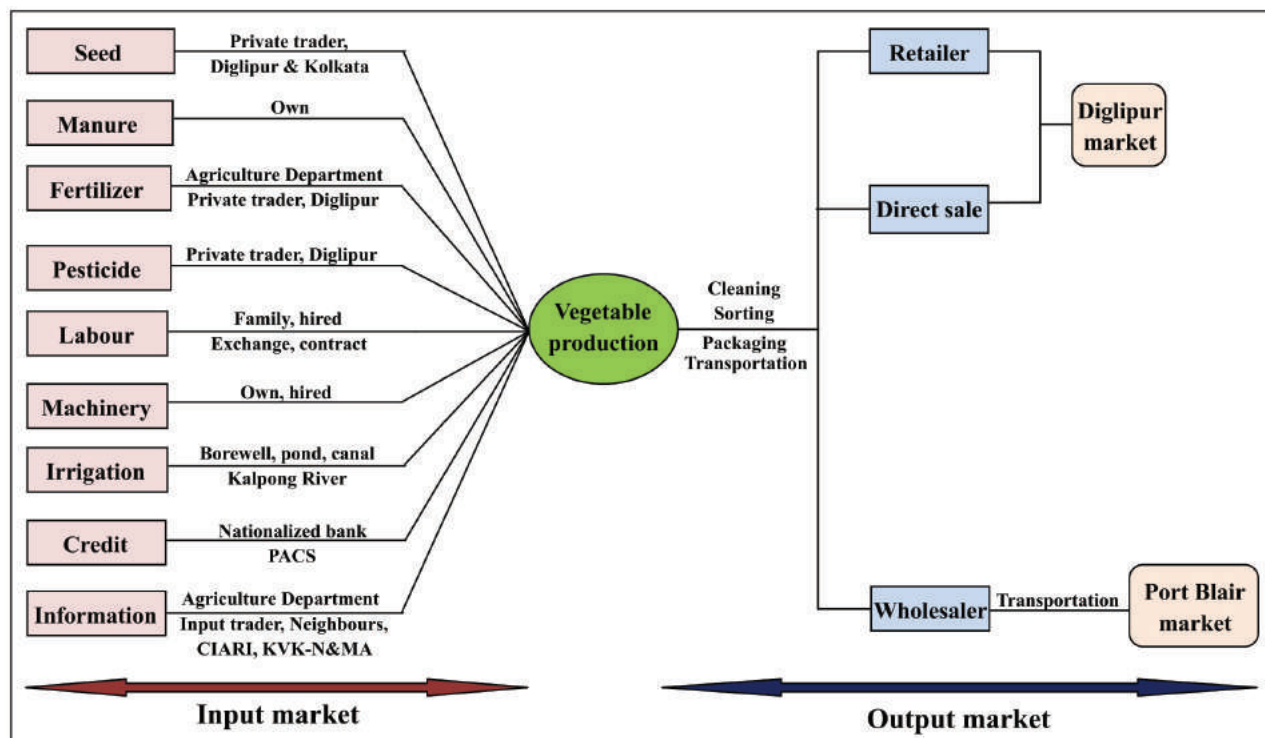 Seed
Private trader,
Diglipur & Kolkata
Manure
Own
Fertilizer
Agriculture Department
Private trader, Diglipur
Pesticide
Private trader, Diglipur
Labour
Family, hired
Exchange, contract
Machinery
Own, hired
Irrigation
Borewell, pond, canal
Kalpong River
Credit
Nationalized bank
PACS
Information
Agriculture Department
Input trader, Neighbours,
CIARI, KVK-N&MA
Input market
Vegetable
production
Cleaning
Sorting
Packaging
Transportation
Retailer
Direct sale
Diglipur
market
Wholesaler
Transportation
Port Blair
market
Output market